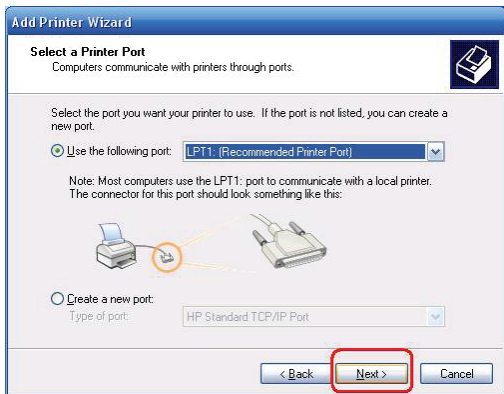 Add Printer Wizard
Select a Printer Port
Computers communicate with printers through ports.
Select the port you want your printer to use. If the port is not listed, you can create a
new port.
Use the following port: LPT1: (Recommended Printer Port)
Note: Most computers use the LPT1: port to communicate with a local printer.
The connector for this port should look something like this:
Create a new port:
Type of port: HP Standard TCP/IP Port
< Back Next > Cancel